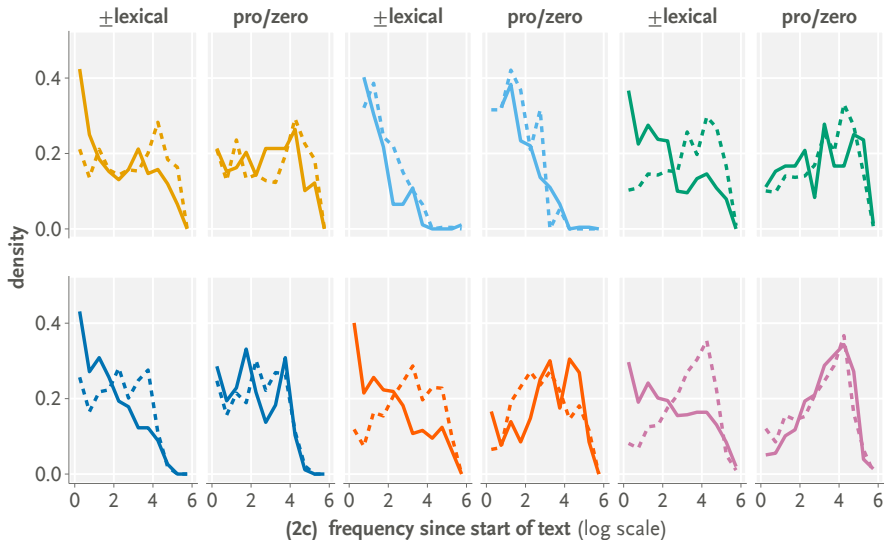 ±lexical pro/zero ±lexical pro/zero ±lexical pro/zero
0.4
0.2
0.0
density
0.4
0.2
0.0
0 2 4 6 0 2 4 6 0 2 4 6 0 2 4 6 0 2 4 6 0 2 4 6
(2c) frequency since start of text (log scale)